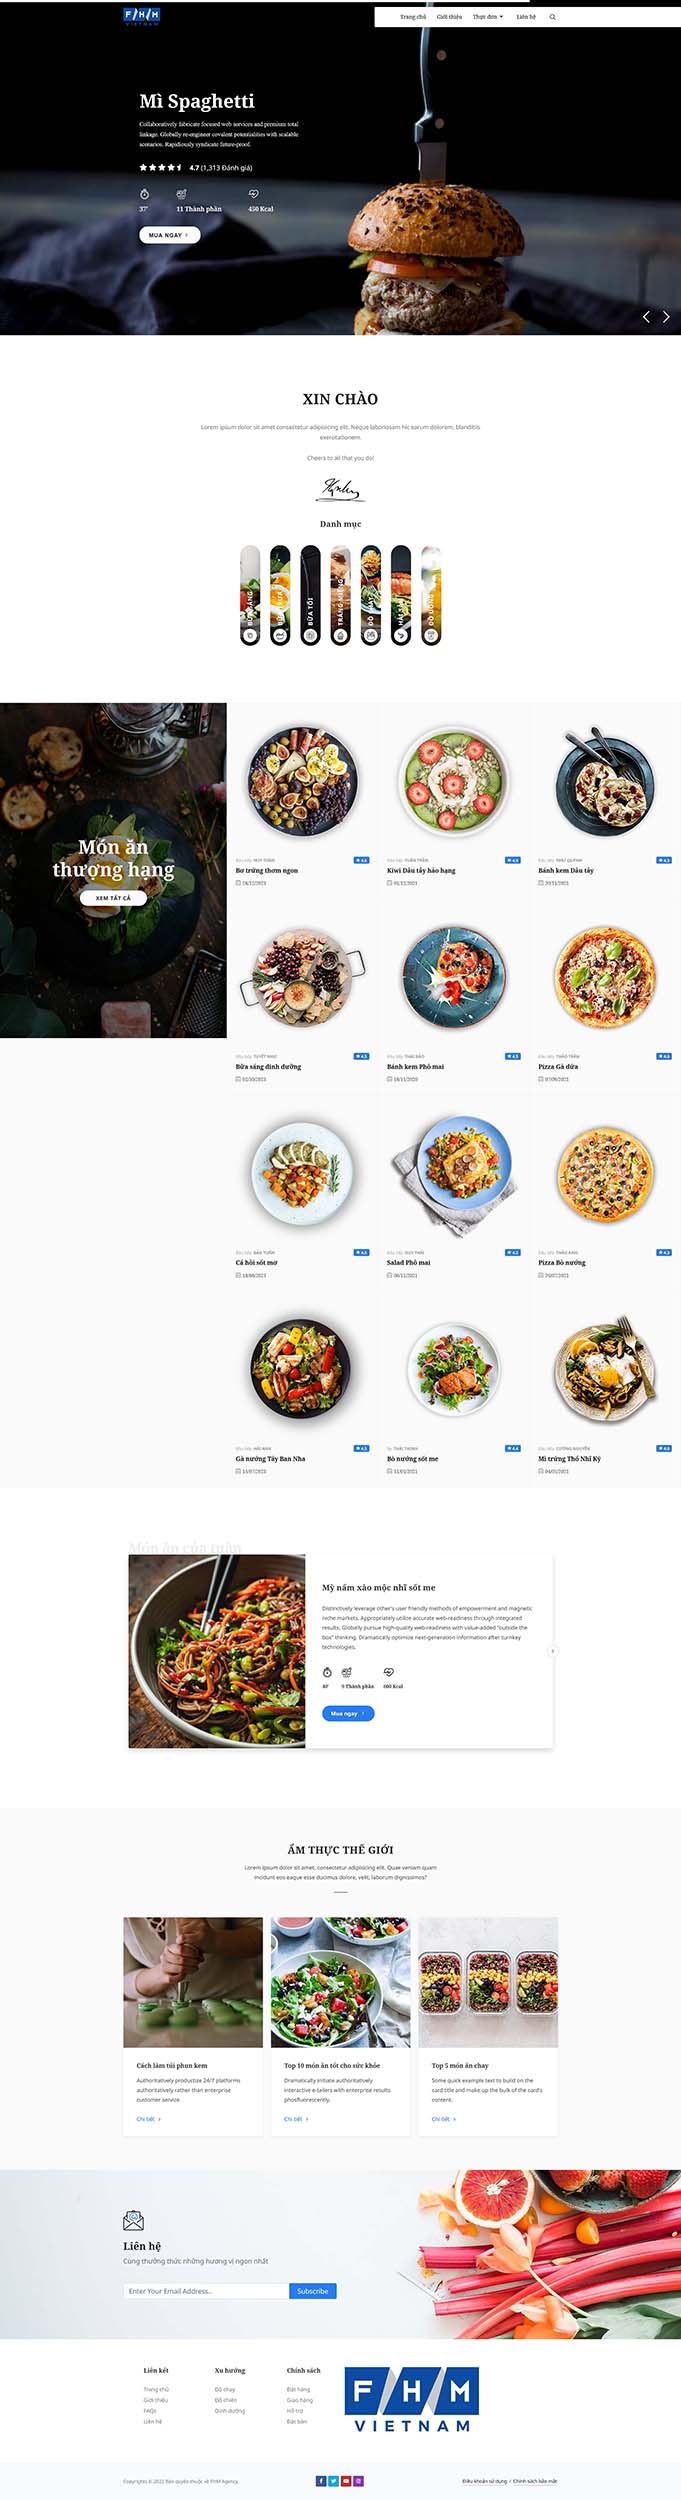 FHM
VIETNAM
Trang chủ Giới thiệu Thực đơn Liên hệ
Mì Spaghetti
Collaboratively fabricate focused web services and premium total
linkage. Globally re-engineer covalent potentialities with scalable
scenarios. Rapidiously syndicate future-proof.
4.7 (1,313 Đánh giá)
37' 11 Thành phần 450 Kcal
MUA NGAY
XIN CHÀO
Lorem ipsum dolor sit amet consectetur adipisicing elit. Neque laboriosam hic earum dolorem, blanditiis
exercitationem.
Cheers to all that you do!
Danh mục
BỮA TỐI
TRÁNG MIỆNG
ĐỒ UỐNG
Món ăn
thượng hạng
XEM TẤT CẢ
Bơ trứng thơm ngon
Kiwi Dâu tây hảo hạng
Bánh kem Dâu tây
Bữa sáng dinh dưỡng
Bánh kem Phô mai
Pizza Gà dứa
Cá hồi sốt mơ
Salad Phô mai
Pizza Bò nướng
Gà nướng Tây Ban Nha
Bò nướng sốt me
Mì trứng Thổ Nhĩ Kỳ
Món ăn của tuần
Mỳ nấm xào mộc nhĩ sốt me
Distinctively leverage other's user friendly methods of empowerment and magnetic
niche markets. Appropriately utilize accurate web-readiness through integrated
results. Globally pursue high-quality web-readiness with value-added "outside the
box" thinking. Dramatically optimize next-generation information after turnkey
technologies.
9 Thành phần 600 Kcal
Mua ngay
ẨM THỰC THẾ GIỚI
Lorem ipsum dolor sit amet, consectetur adipisicing elit. Quae veniam quam
incidunt eos eaque esse ducimus dolore, velit, laborum dignissimos?
Cách làm túi phun kem
Authoritatively productize 24/7 platforms
authoritatively rather than enterprise
customer service.
Chi tiết
Top 10 món ăn tốt cho sức khỏe
Dramatically initiate authoritatively
interactive e-tailers with enterprise results
phosfluorescently.
Chi tiết
Top 5 món ăn chay
Some quick example text to build on the
card title and make up the bulk of the card's
content.
Chi tiết
Liên hệ
Cùng thưởng thức những hương vị ngon nhất
Enter Your Email Address.. Subscribe
Liên kết
Trang chủ
Giới thiệu
FAQs
Liên hệ
Xu hướng
Đồ chay
Đồ chiên
Dinh dưỡng
Chính sách
Đặt hàng
Giao hàng
Hỗ trợ
Đặt bàn
FHM
VIETNAM
Copyrights © 2022 Bản quyền thuộc về FHM Agency.
Điều khoản sử dụng / Chính sách bảo mật